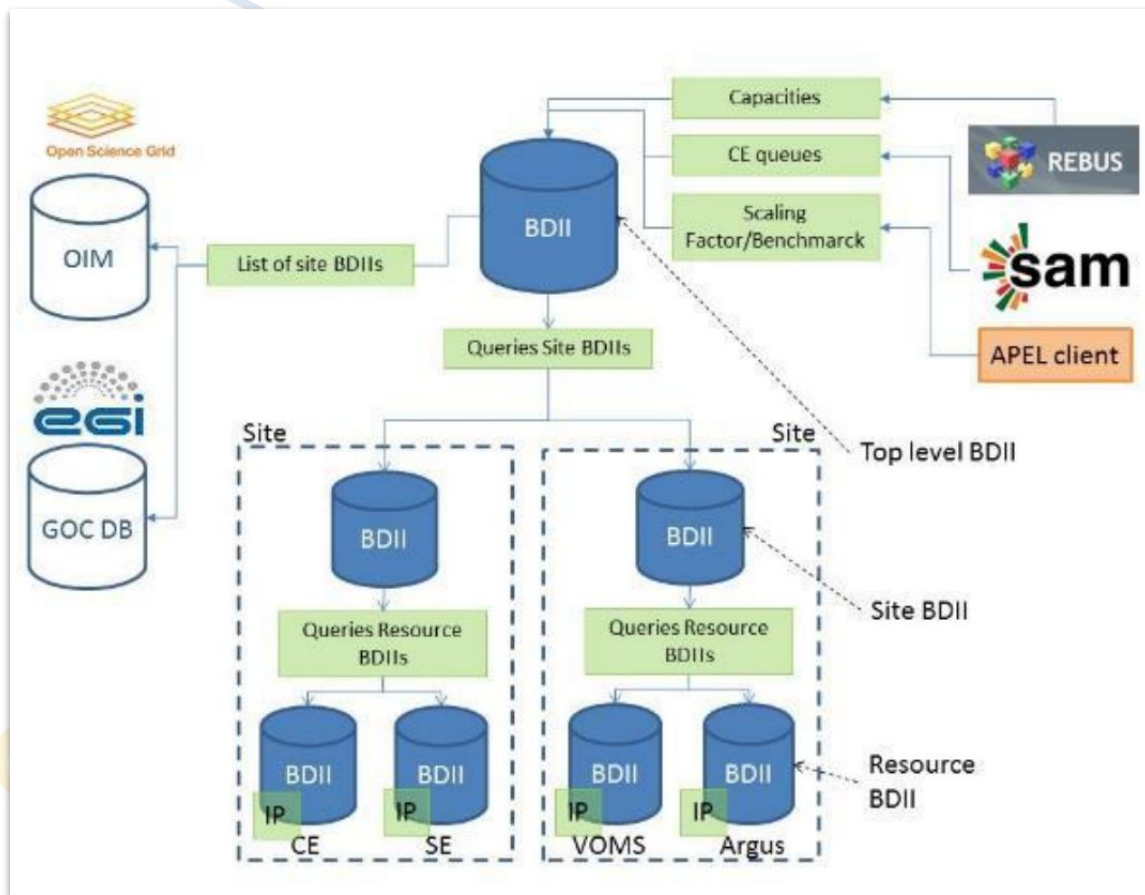 Open Science Grid
OIM
List of site BDIIs
egi
GOC DB
BDII
Capacities
CE queues
Scaling
Factor/Benchmarck
REBUS
sam
APEL client
Queries Site BDIIs
Top level BDII
Site
BDII
Queries Resource
BDIIs
BDII
IP
CE
BDII
IP
SE
Site
BDII
Queries Resource
BDIIs
BDII
IP
VOMS
BDII
IP
Argus
Site BDII
Resource
BDII